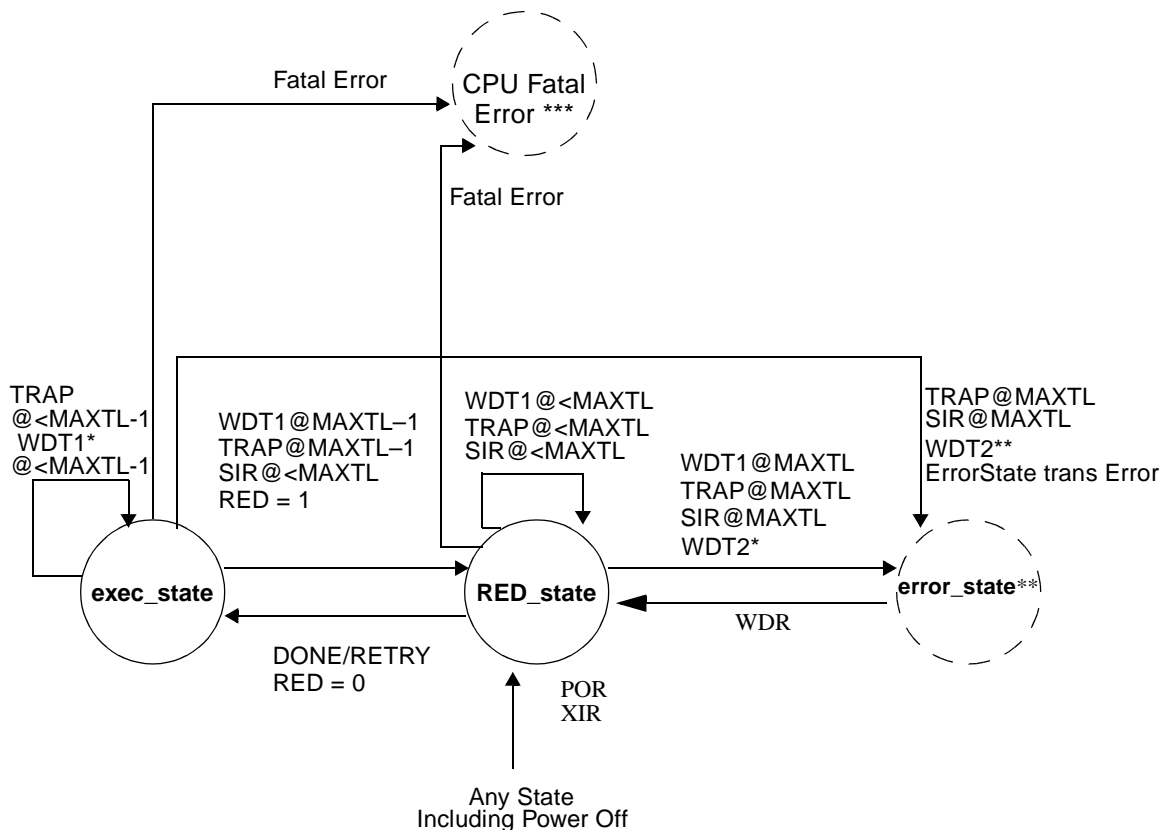 CPU Fatal
Error ***
Fatal Error
Fatal Error
TRAP
@<MAXTL-1
WDT1*
@<MAXTL-1
WDT1@MAXTL–1
TRAP@MAXTL–1
SIR@<MAXTL
RED = 1
WDT1@<MAXTL
TRAP@<MAXTL
SIR@<MAXTL
WDT1@MAXTL
TRAP@MAXTL
SIR@MAXTL
WDT2*
TRAP@MAXTL
SIR@MAXTL
WDT2**
ErrorState trans Error
exec_state
RED_state
error_state**
WDR
DONE/RETRY
RED = 0
POR
XIR
Any State
Including Power Off